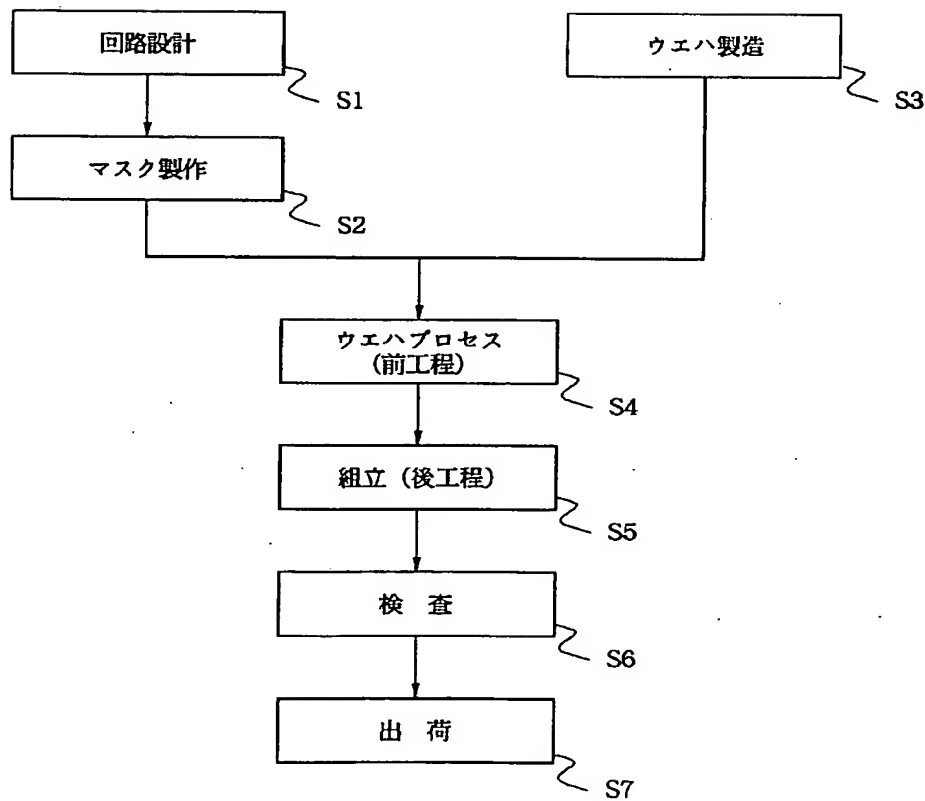 回路設計
S1
ウエハ製造
S3
マスク製作
S2
ウエハプロセス
(前工程)
S4
組立(後工程)
S5
検 査
S6
出 荷
S7